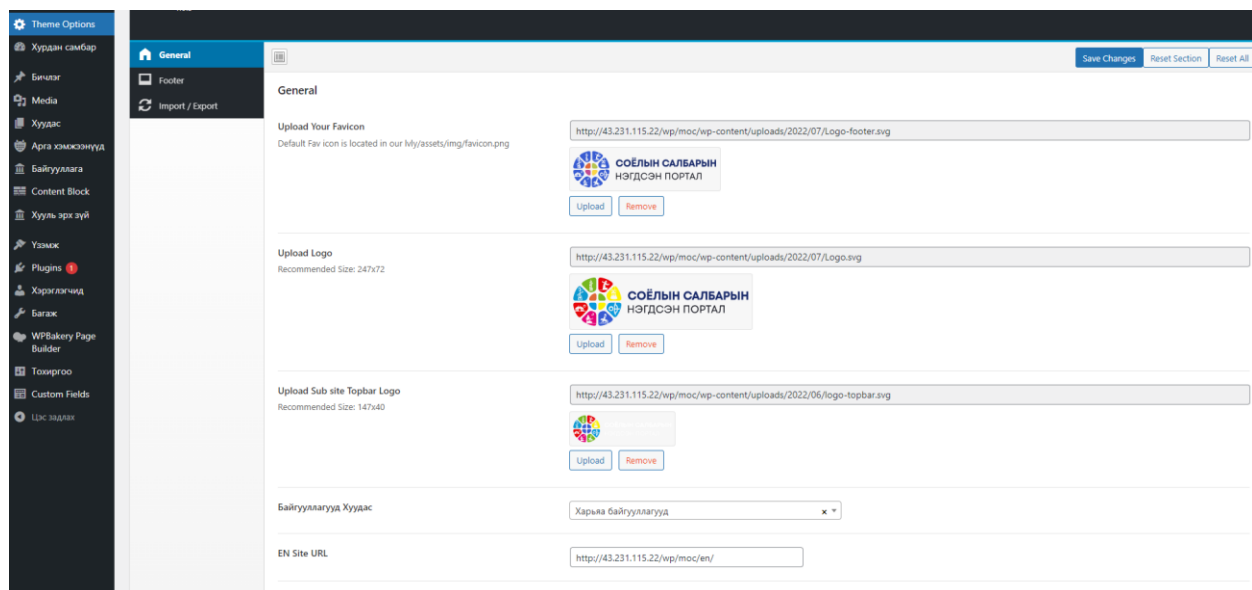 Theme Options
Хурдан самбар
Бичлэг
Media
Хуудас
Арга хэмжээнүүд
Байгууллага
Content Block
Хууль эрх зүй
Үзэмж
Plugins 1
Хэрэглэгчид
Багаж
WPBakery Page
Builder
Тохиргоо
Custom Fields
Цэс задлах
General
Footer
Import / Export
Save Changes
Reset Section
Reset All
General
Upload Your Favicon
Default Fav icon is located in our lvly/assets/img/favicon.png
http://43.231.115.22/wp/moc/wp-content/uploads/2022/07/Logo-footer.svg
СОЁЛЫН САЛБАРЫН
НЭГДСЭН ПОРТАЛ
Upload
Remove
Upload Logo
Recommended Size: 247x72
http://43.231.115.22/wp/moc/wp-content/uploads/2022/07/Logo.svg
СОЁЛЫН САЛБАРЫН
НЭГДСЭН ПОРТАЛ
Upload
Remove
Upload Sub site Topbar Logo
Recommended Size: 147x40
http://43.231.115.22/wp/moc/wp-content/uploads/2022/06/logo-topbar.svg
Upload
Remove
Байгууллагууд Хуудас
Харьяа байгууллагууд
EN Site URL
http://43.231.115.22/wp/moc/en/